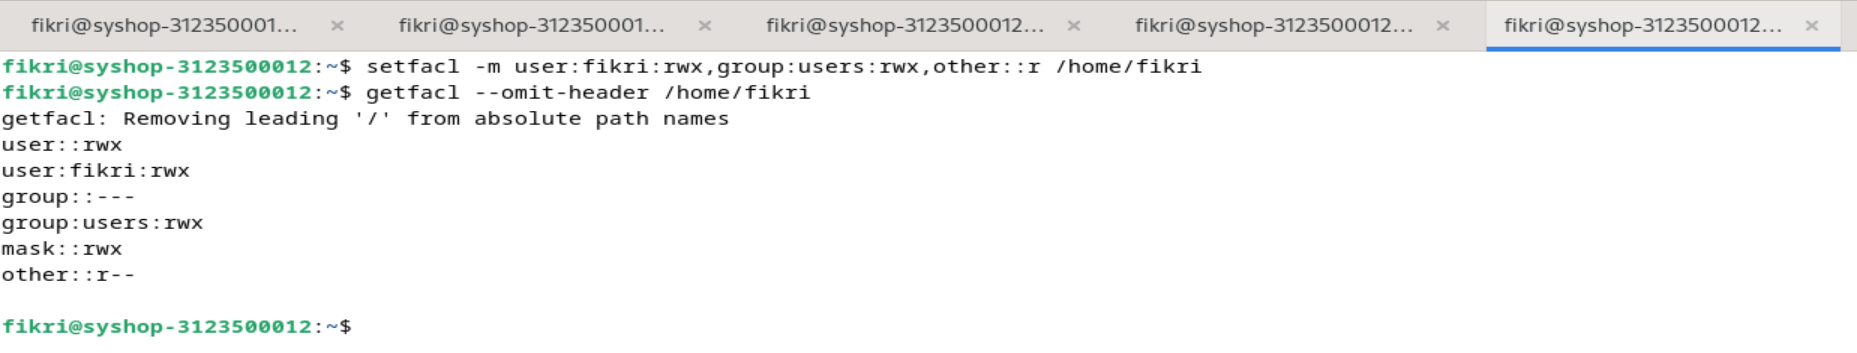 fikri@syshop-312350001... × fikri@syshop-312350001... × fikri@syshop-3123500012... × fikri@syshop-3123500012... × fikri@syshop-3123500012... ×
fikri@syshop-3123500012:~$ setfacl -m user:fikri:rwx,group:users:rwx,other::r /home/fikri
fikri@syshop-3123500012:~$ getfacl --omit-header /home/fikri
getfacl: Removing leading '/' from absolute path names
user::rwx
user:fikri:rwx
group::---
group:users:rwx
mask::rwx
other::r--
fikri@syshop-3123500012:~$